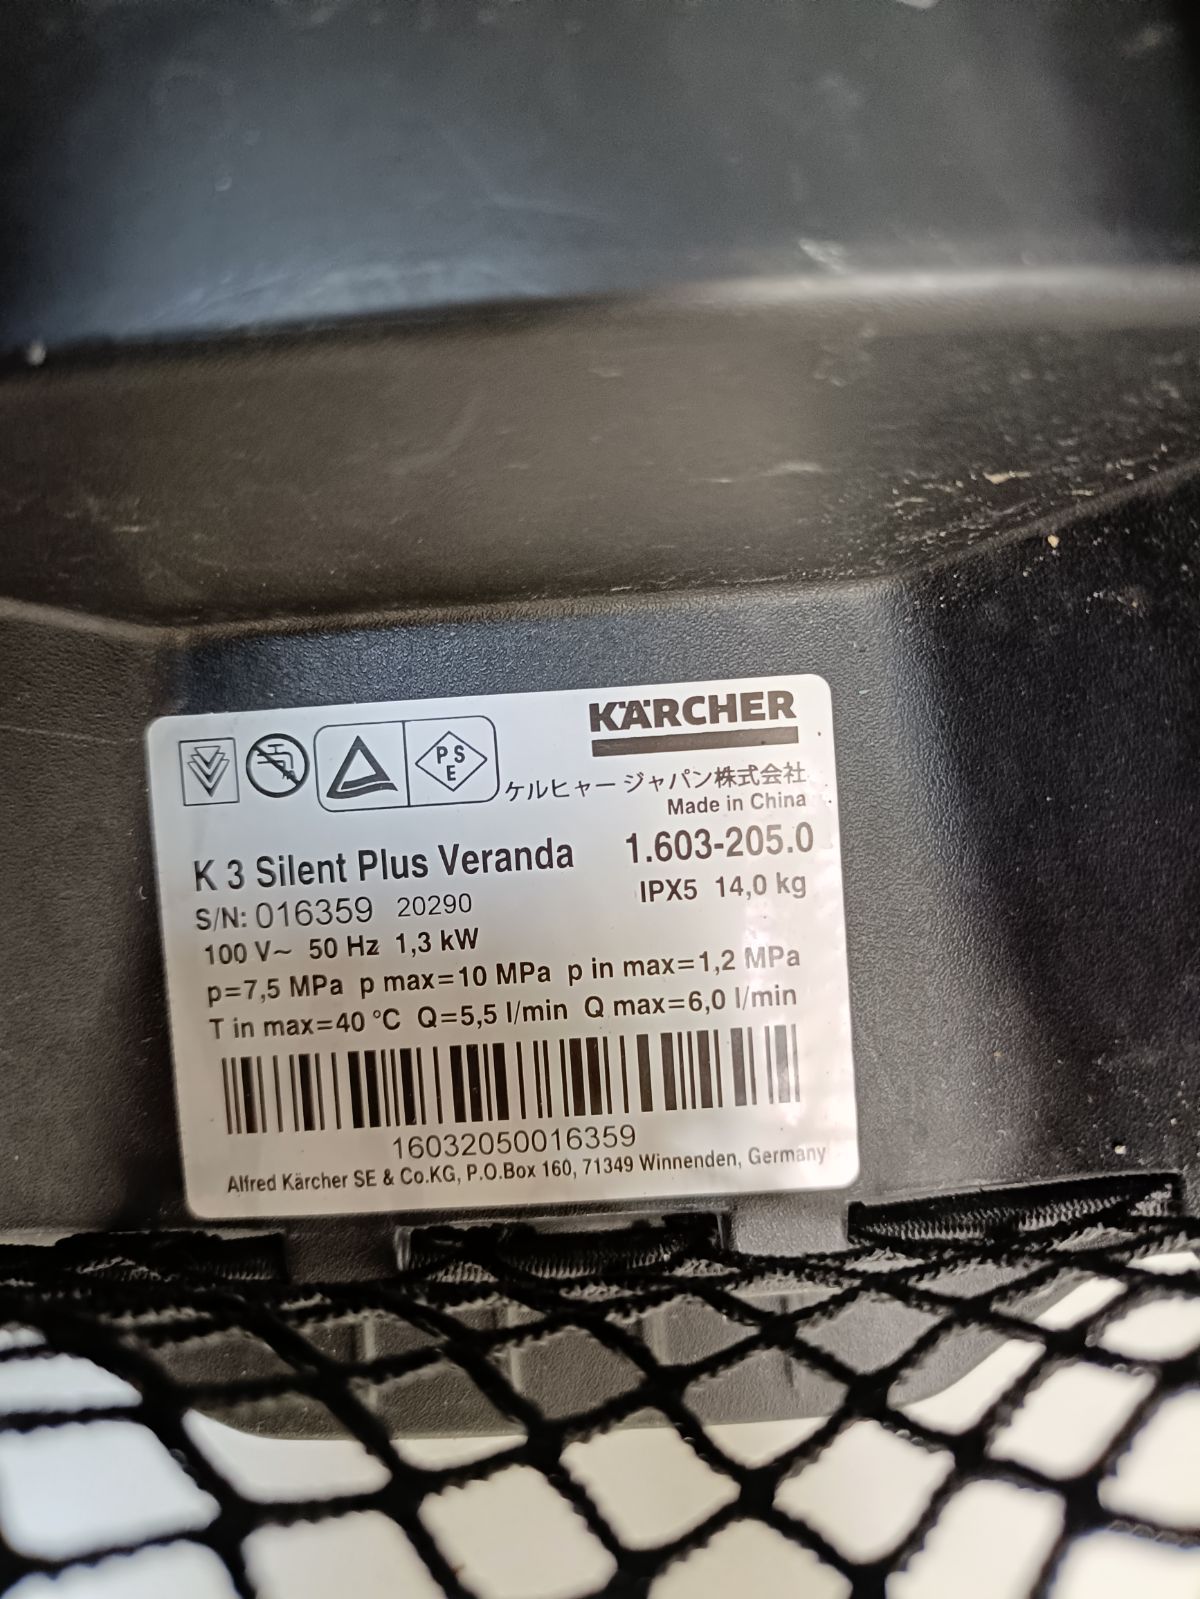 KÄRCHER
PSE
ケルヒャー ジャパン株式会社
Made in China
K 3 Silent Plus Veranda 1.603-205.0
S/N: 016359 20290 IPX5 14,0 kg
100 V~ 50 Hz 1,3 kW
p=7,5 MPa p max=10 MPa p in max=1,2 MPa
T in max=40 °C Q=5,5 l/min Q max=6,0 l/min
16032050016359
Alfred Kärcher SE & Co.KG, P.O.Box 160, 71349 Winnenden, Germany